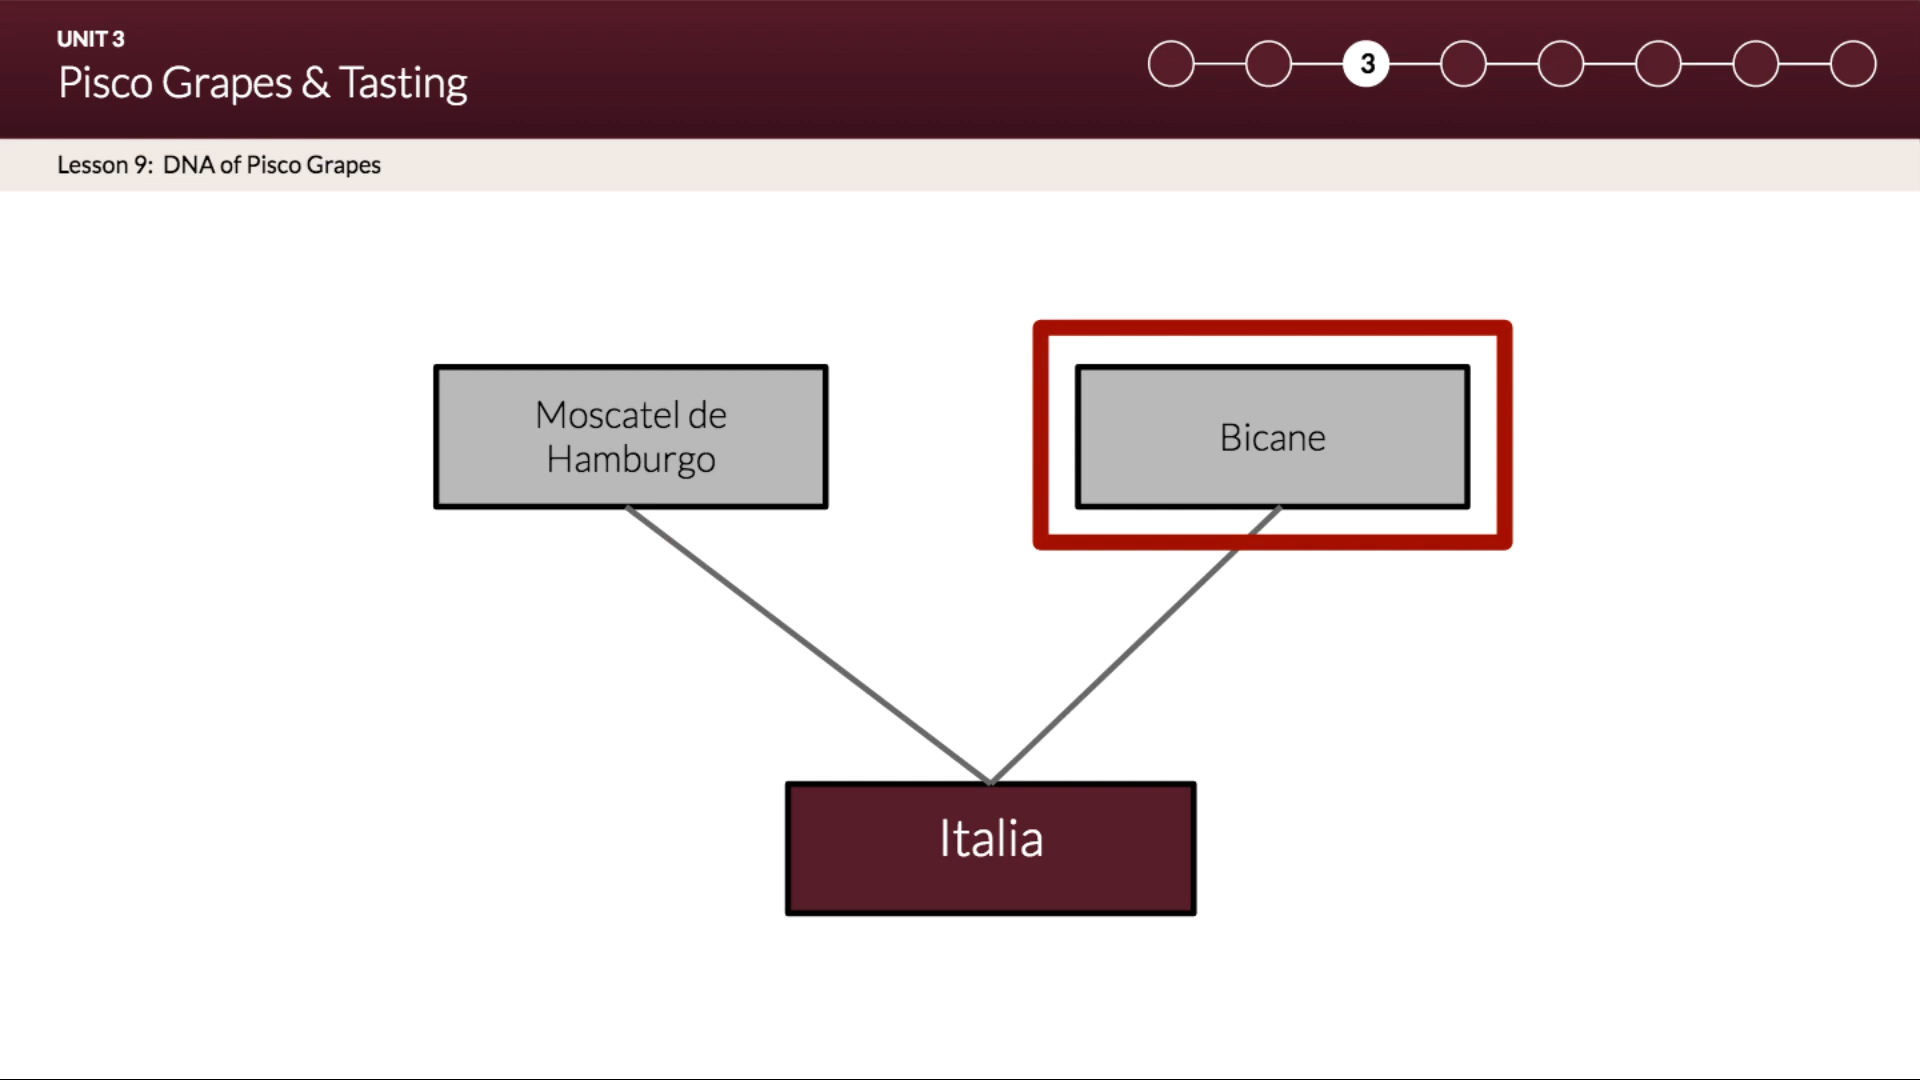 UNIT 3
Pisco Grapes & Tasting
3
Lesson 9: DNA of Pisco Grapes
Moscatel de
Hamburgo
Bicane
Italia